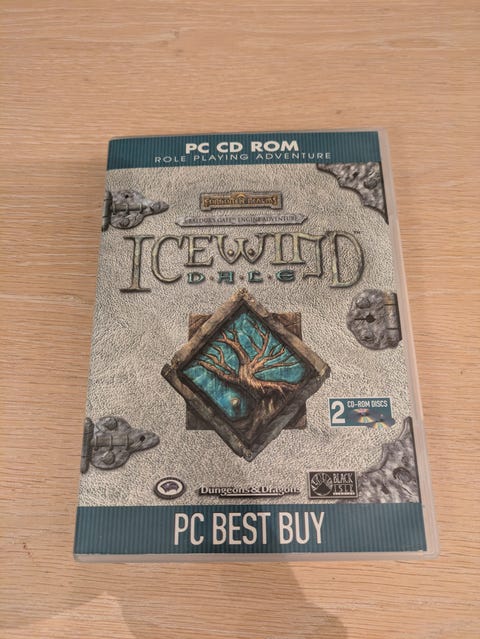 PC CD ROM
ROLE PLAYING ADVENTURE
FORGOTTEN REALMS
A BALDUR'S GATE ENGINE ADVENTURE
ICEWIND
DALE
TM
2 CD-ROM DISCS
Dungeons & Dragons
BLACK
ISLE
PC BEST BUY